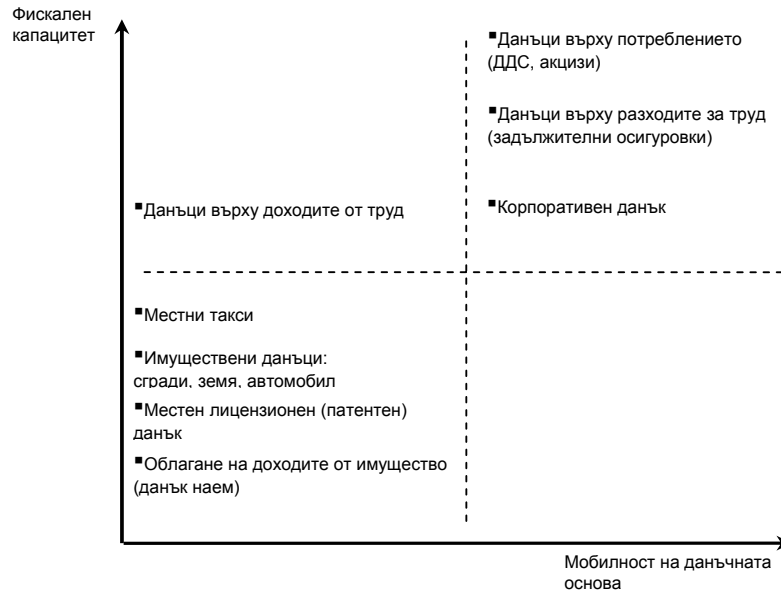 Фискален
капацитет
▪Данъци върху потреблението
(ДДС, акцизи)
▪Данъци върху разходите за труд
(задължителни осигуровки)
▪Данъци върху доходите от труд
▪Корпоративен данък
▪Местни такси
▪Имуществени данъци:
сгради, земя, автомобил
▪Местен лицензионен (патентен)
данък
▪Облагане на доходите от имущество
(данък наем)
Мобилност на данъчната
основа